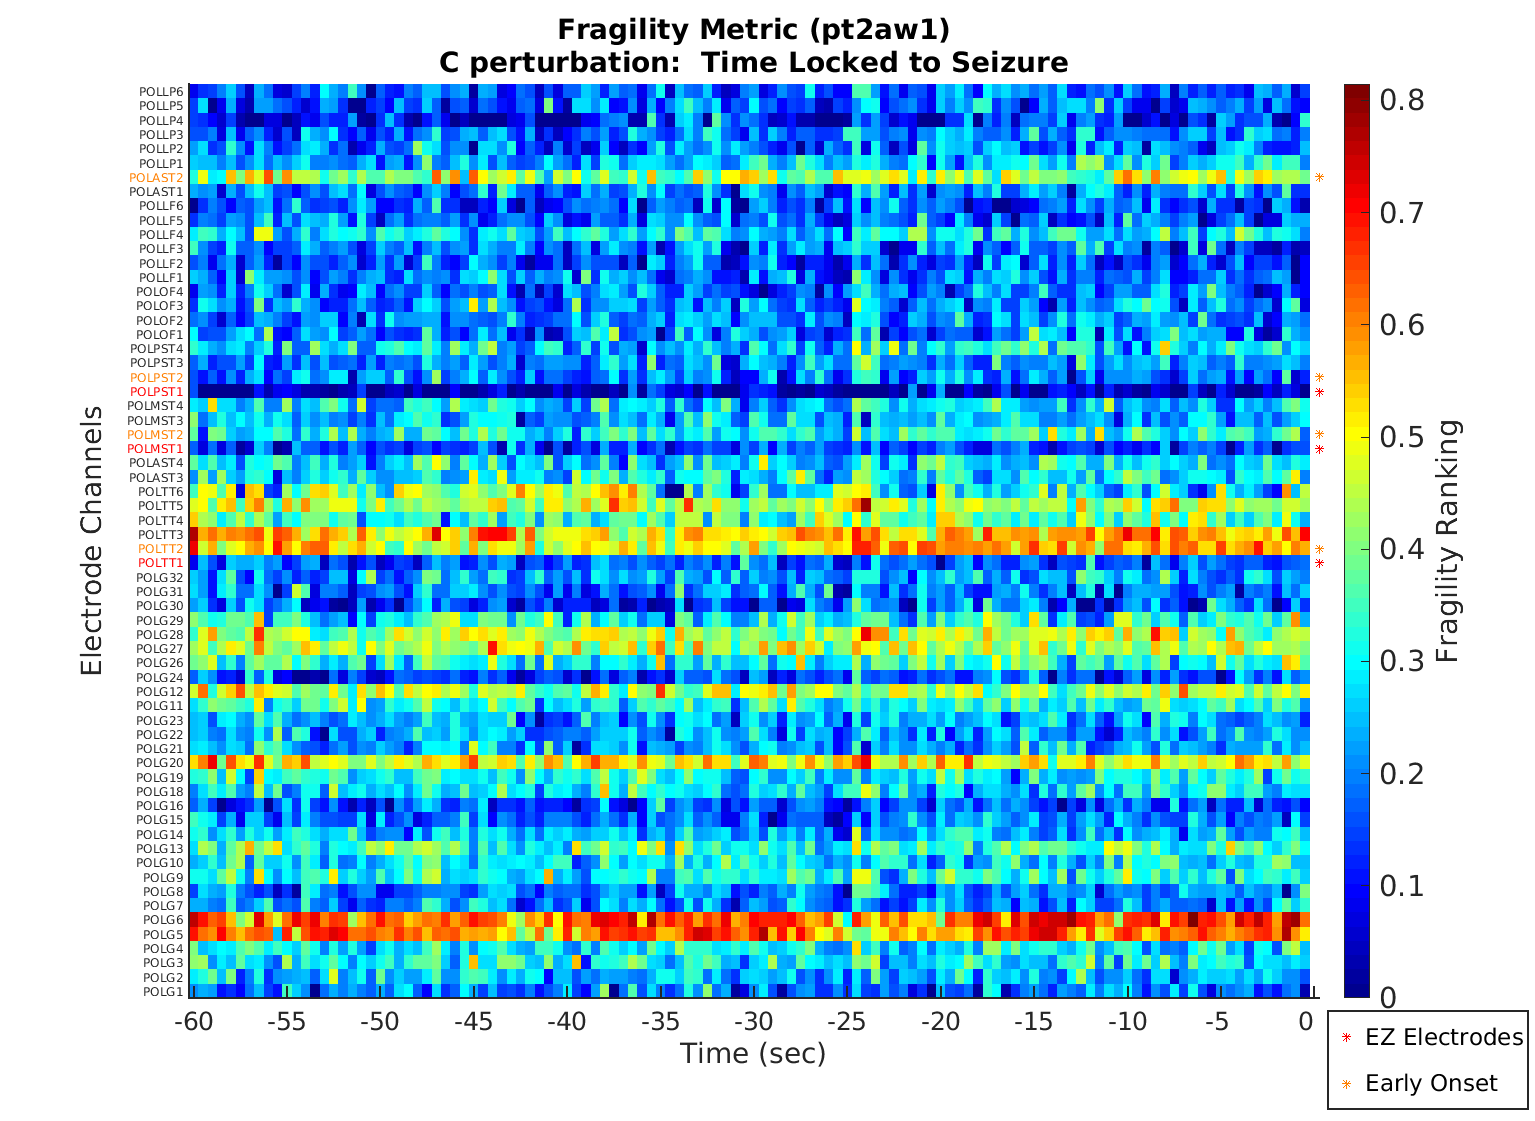 Fragility Metric (pt2aw1)
C perturbation:  Time Locked to Seizure
Electrode Channels
POLLP6
POLLP5
POLLP4
POLLP3
POLLP2
POLLP1
POLAST2
POLAST1
POLLF6
POLLF5
POLLF4
POLLF3
POLLF2
POLLF1
POLOF4
POLOF3
POLOF2
POLOF1
POLPST4
POLPST3
POLPST2
POLPST1
POLMST4
POLMST3
POLMST2
POLMST1
POLAST4
POLAST3
POLTT6
POLTT5
POLTT4
POLTT3
POLTT2
POLTT1
POLG32
POLG31
POLG30
POLG29
POLG28
POLG27
POLG26
POLG24
POLG12
POLG11
POLG23
POLG22
POLG21
POLG20
POLG19
POLG18
POLG16
POLG15
POLG14
POLG13
POLG10
POLG9
POLG8
POLG7
POLG6
POLG5
POLG4
POLG3
POLG2
POLG1
-60 -55 -50 -45 -40 -35 -30 -25 -20 -15 -10 -5 0
Time (sec)
0.8
0.7
0.6
0.5
0.4
0.3
0.2
0.1
0
Fragility Ranking
EZ Electrodes
Early Onset